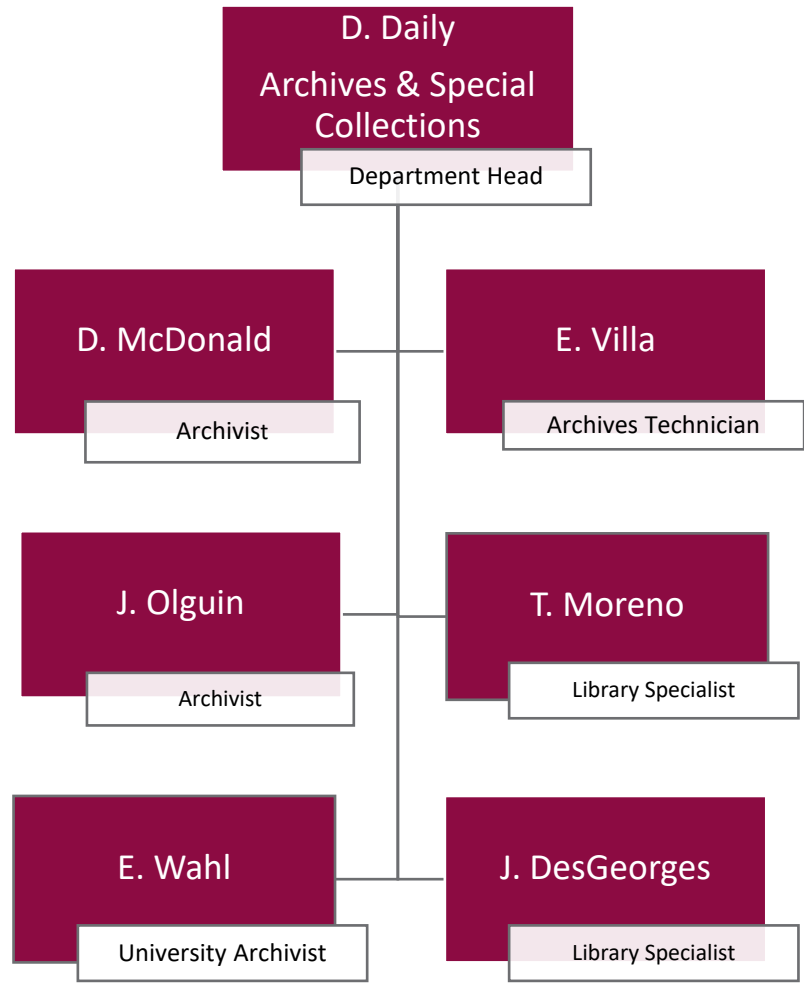 D. Daily
Archives & Special
Collections
Department Head
D. McDonald
Archivist
E. Villa
Archives Technician
J. Olguin
Archivist
T. Moreno
Library Specialist
E. Wahl
University Archivist
J. DesGeorges
Library Specialist